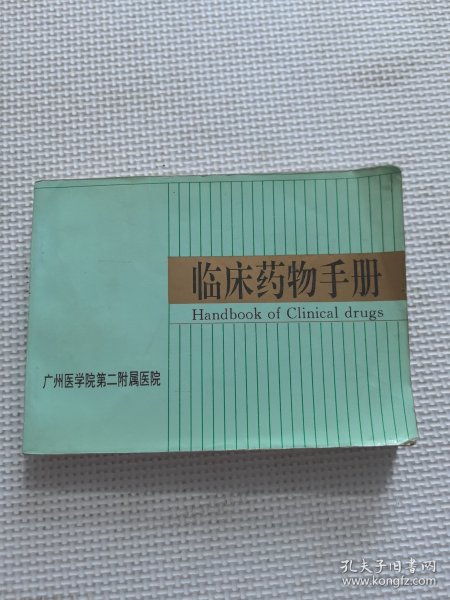 临床药物手册
Handbook of Clinical drugs
广州医学院第二附属医院
孔夫子旧书网
www.kongfz.com